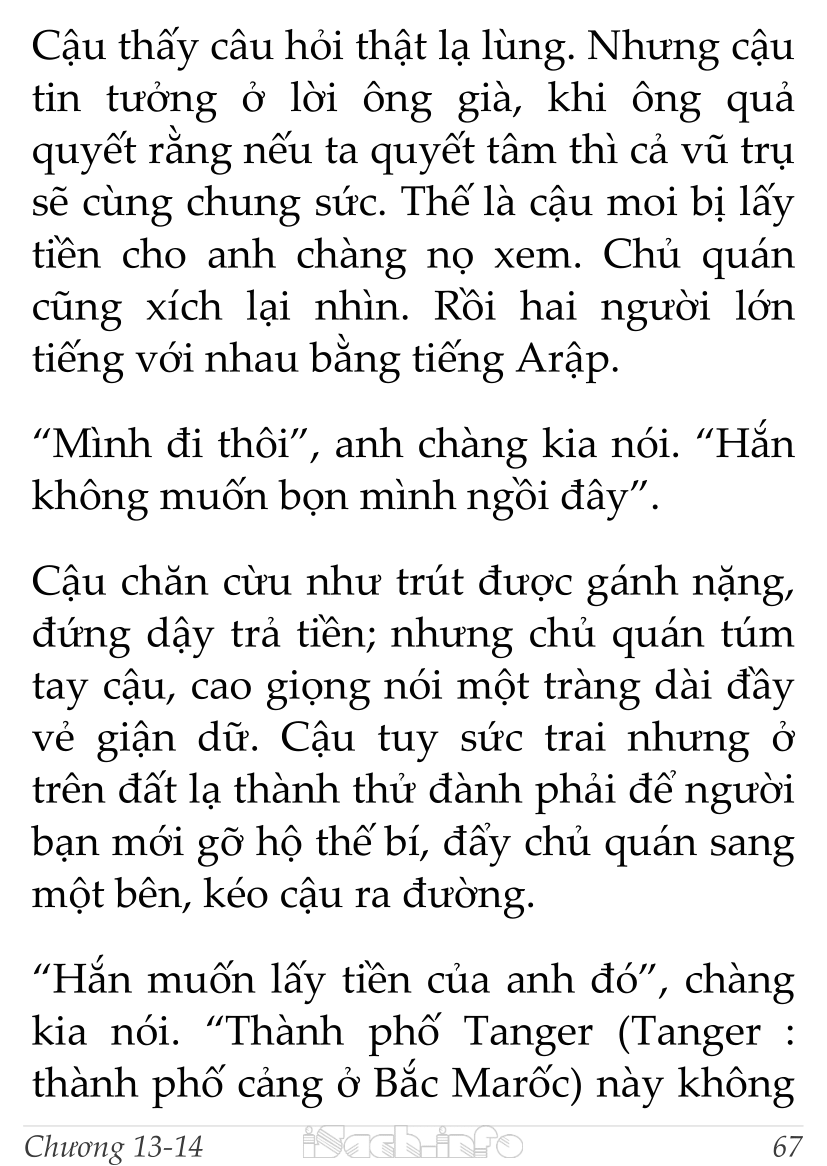 Cậu thấy câu hỏi thật lạ lùng. Nhưng cậu
tin tưởng ở lời ông già, khi ông quả
quyết rằng nếu ta quyết tâm thì cả vũ trụ
sẽ cùng chung sức. Thế là cậu moi bị lấy
tiền cho anh chàng nọ xem. Chủ quán
cũng xích lại nhìn. Rồi hai người lớn
tiếng với nhau bằng tiếng Arập.
“Mình đi thôi”, anh chàng kia nói. “Hắn
không muốn bọn mình ngồi đây”.
Cậu chăn cừu như trút được gánh nặng,
đứng dậy trả tiền; nhưng chủ quán túm
tay cậu, cao giọng nói một tràng dài đầy
vẻ giận dữ. Cậu tuy sức trai nhưng ở
trên đất lạ thành thử đành phải để người
bạn mới gỡ hộ thế bí, đẩy chủ quán sang
một bên, kéo cậu ra đường.
“Hắn muốn lấy tiền của anh đó”, chàng
kia nói. “Thành phố Tanger (Tanger :
thành phố cảng ở Bắc Marốc) này không
Chương 13-14 iSach.info 67